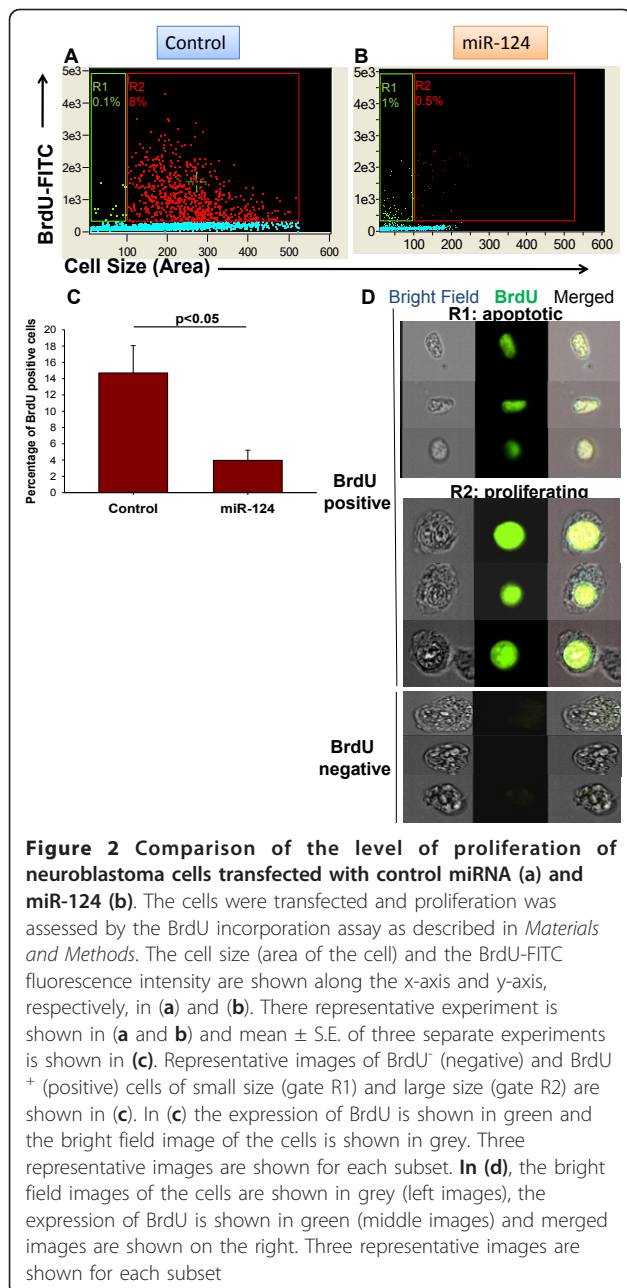 Control
miR-124
A
B
5e3
4e3
3e3
2e3
1e3
0
R1
0.1%
R2
8%
5e3
4e3
3e3
2e3
1e3
0
R1
1%
R2
0.5%
BrdU-FITC
100 200 300 400 500 600
100 200 300 400 500 600
Cell Size (Area)
C
p<0.05
Percentage of BrdU positive cells
20
18
16
14
12
10
8
6
4
2
0
Control
miR-124
D
Bright Field BrdU Merged
R1: apoptotic
BrdU
positive
R2: proliferating
BrdU
negative
Figure 2 Comparison of the level of proliferation of
neuroblastoma cells transfected with control miRNA (a) and
miR-124 (b). The cells were transfected and proliferation was
assessed by the BrdU incorporation assay as described in Materials
and Methods. The cell size (area of the cell) and the BrdU-FITC
fluorescence intensity are shown along the x-axis and y-axis,
respectively, in (a) and (b). There representative experiment is
shown in (a and b) and mean ± S.E. of three separate experiments
is shown in (c). Representative images of BrdU⁻ (negative) and BrdU
⁺ (positive) cells of small size (gate R1) and large size (gate R2) are
shown in (c). In (c) the expression of BrdU is shown in green and
the bright field image of the cells is shown in grey. Three
representative images are shown for each subset. In (d), the bright
field images of the cells are shown in grey (left images), the
expression of BrdU is shown in green (middle images) and merged
images are shown on the right. Three representative images are
shown for each subset